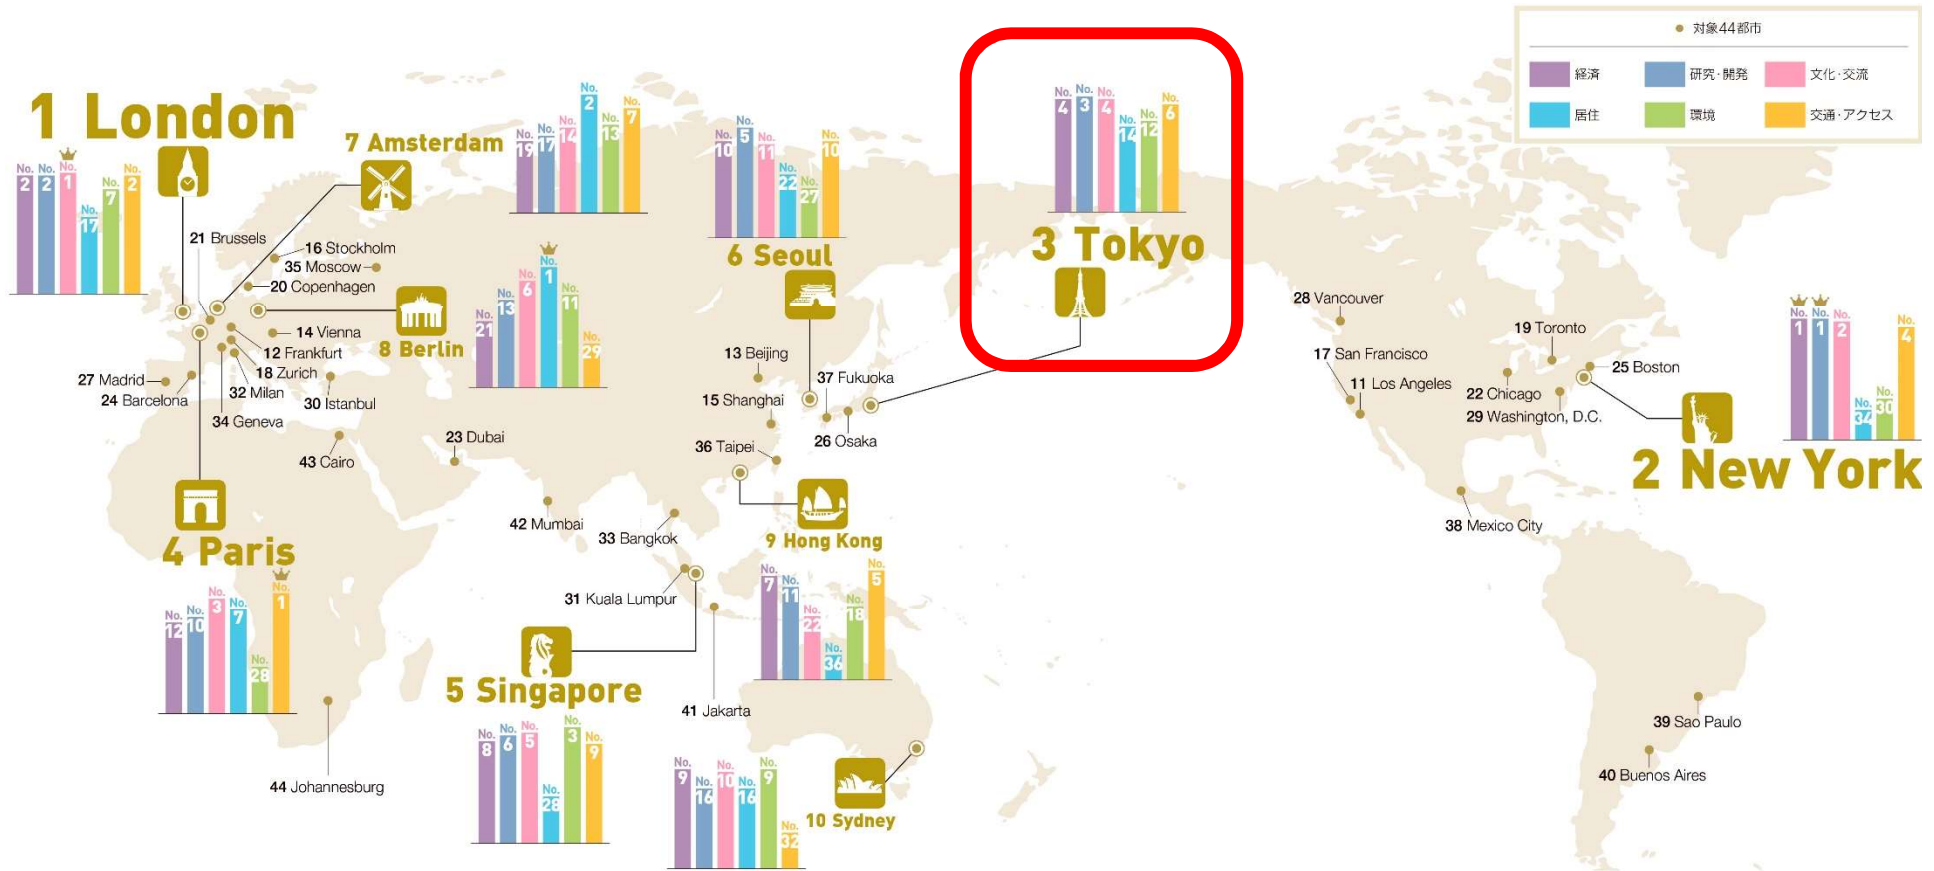 対象44都市
経済
研究・開発
文化・交流
居住
環境
交通・アクセス
1 London
No. 2
No. 2
No. 1
No. 17
No. 7
No. 2
7 Amsterdam
No. 19
No. 17
No. 14
No. 2
No. 13
No. 7
6 Seoul
No. 10
No. 5
No. 11
No. 22
No. 27
No. 10
3 Tokyo
No. 4
No. 3
No. 4
No. 14
No. 12
No. 6
21 Brussels
16 Stockholm
35 Moscow
20 Copenhagen
14 Vienna
12 Frankfurt
18 Zurich
32 Milan
30 Istanbul
27 Madrid
24 Barcelona
34 Geneva
43 Cairo
23 Dubai
8 Berlin
No. 21
No. 13
No. 6
No. 1
No. 11
No. 29
13 Beijing
37 Fukuoka
15 Shanghai
26 Osaka
36 Taipei
42 Mumbai
33 Bangkok
31 Kuala Lumpur
41 Jakarta
44 Johannesburg
28 Vancouver
19 Toronto
17 San Francisco
11 Los Angeles
22 Chicago
25 Boston
29 Washington, D.C.
38 Mexico City
39 Sao Paulo
40 Buenos Aires
2 New York
No. 1
No. 1
No. 2
No. 34
No. 30
No. 4
4 Paris
No. 12
No. 10
No. 3
No. 7
No. 28
No. 1
9 Hong Kong
No. 7
No. 11
No. 22
No. 36
No. 18
No. 5
5 Singapore
No. 8
No. 6
No. 5
No. 28
No. 3
No. 9
10 Sydney
No. 9
No. 16
No. 10
No. 16
No. 9
No. 32